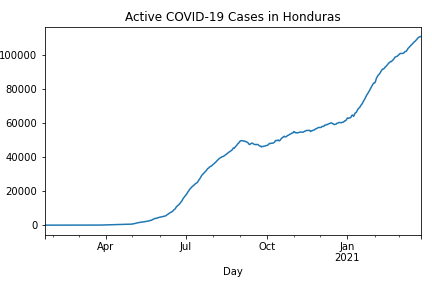 Active COVID-19 Cases in Honduras
100000
80000
60000
40000
20000
0
Apr
Jul
Oct
Jan
2021
Day